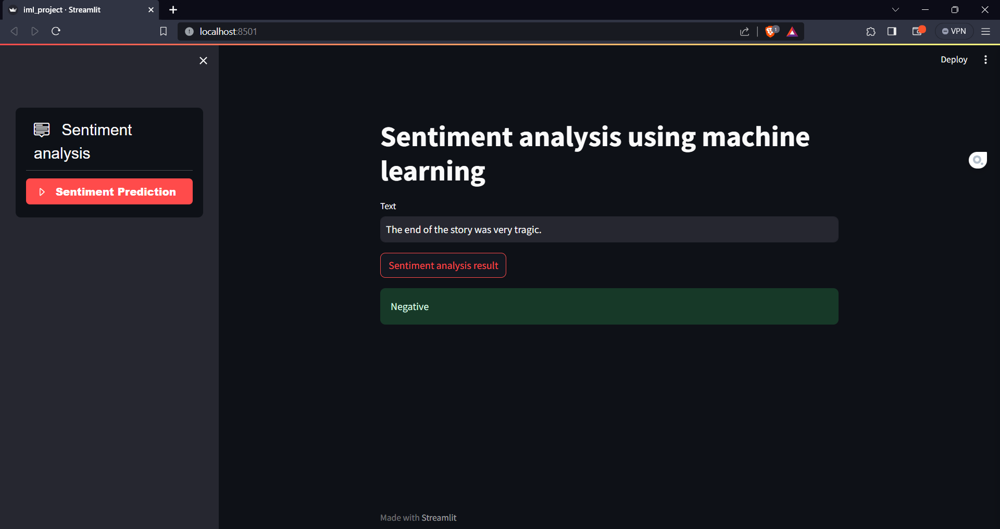 iml_project · Streamlit
localhost:8501
1
VPN
Deploy
Sentiment
analysis
Sentiment Prediction
Sentiment analysis using machine
learning
Text
The end of the story was very tragic.
Sentiment analysis result
Negative
Made with Streamlit